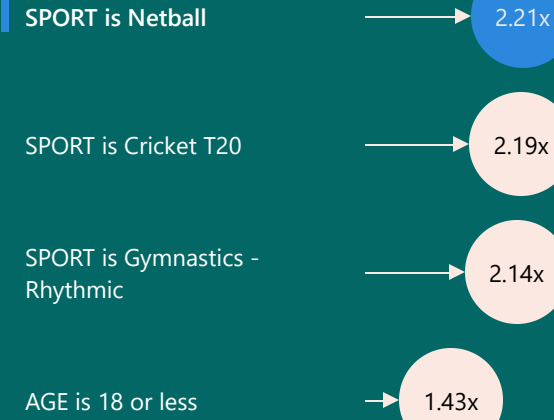 SPORT is Netball
2.21x
SPORT is Cricket T20
2.19x
SPORT is Gymnastics -
Rhythmic
2.14x
AGE is 18 or less
1.43x